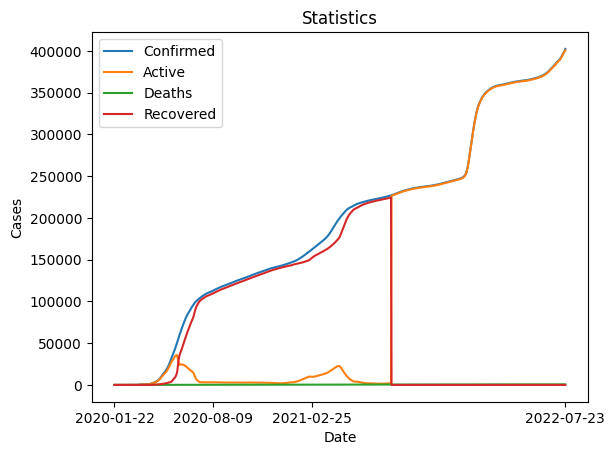 Statistics
Confirmed
Active
Deaths
Recovered
400000
350000
300000
250000
200000
150000
100000
50000
0
Cases
2020-01-22
2020-08-09
2021-02-25
2022-07-23
Date